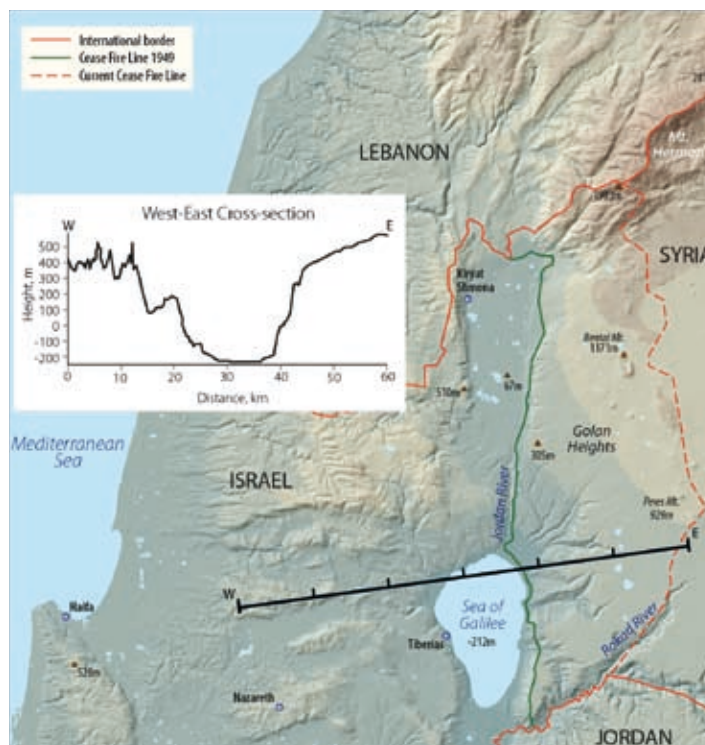 International border
Cease Fire Line 1949
Current Cease Fire Line
LEBANON
Mt.
Hermon
SYRIA
West-East Cross-section
W
E
500
400
300
200
100
0
-100
-200
Height, m
0
10
20
30
40
50
60
Distance, km
Kiryat
Shmona
Bental Mt.
1171m
510m
67m
Golan
Heights
305m
Mediterranean
Sea
ISRAEL
Jordan River
Peres Mt.
929m
E
W
Haifa
Sea of
Galilee
-212m
Tiberias
Rokad River
528m
Nazareth
JORDAN